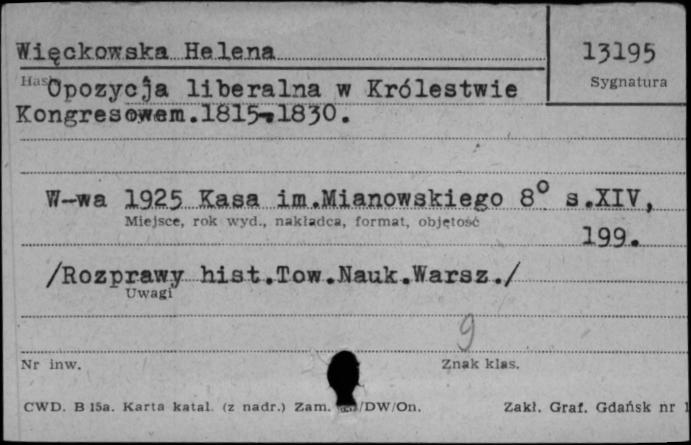 Więckowska Helena
13195
Hasło
Sygnatura
Opozycja liberalna w Królestwie
Kongresowem.1815-1830.
W-wa 1925 Kasa im.Mianowskiego 8° s.XIV,
Miejsce, rok wyd., nakładca, format, objętość
199.
/Rozprawy hist.Tow.Nauk.Warsz./
Uwagi
9
Nr inw.
Znak klas.
CWD. B 15a. Karta katal. (z nadr.) Zam. /DW/On.
Zakł. Graf. Gdańsk nr 1